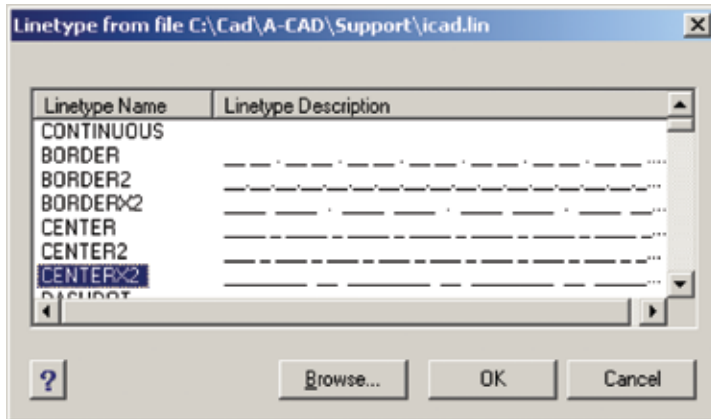 Linetype from file C:\Cad\A-CAD\Support\icad.lin
Linetype Name Linetype Description
CONTINUOUS
BORDER
BORDER2
BORDERX2
CENTER
CENTER2
CENTERX2
DASHDOT
? Browse... OK Cancel